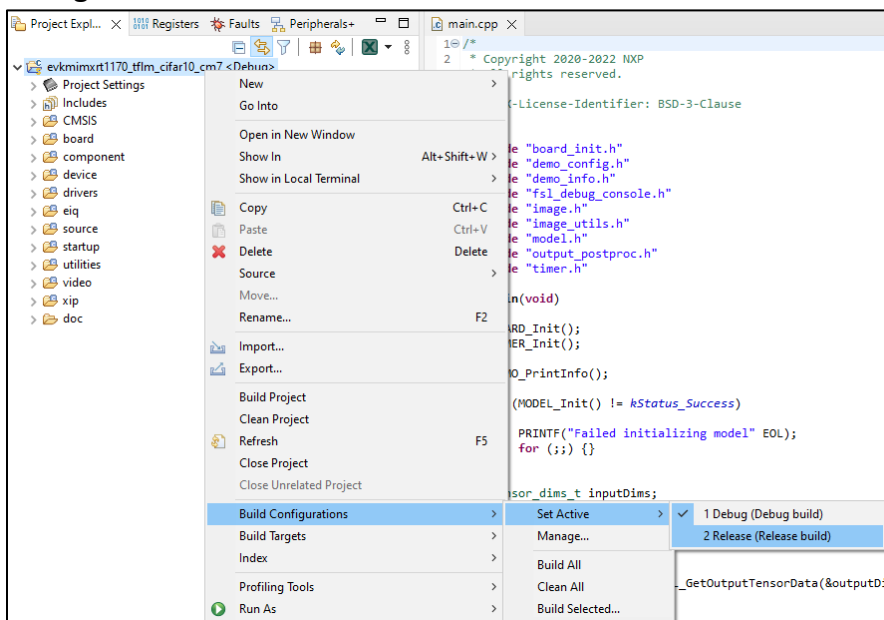 Project Expl...
Registers
Faults
Peripherals+
main.cpp
evkmimxrt1170_tflm_cifar10_cm7 <Debug>
Project Settings
Includes
CMSIS
board
component
device
drivers
eiq
source
startup
utilities
video
xip
doc
New
Go Into
Open in New Window
Show In Alt+Shift+W >
Show in Local Terminal
Copy Ctrl+C
Paste Ctrl+V
Delete Delete
Source
Move...
Rename... F2
Import...
Export...
Build Project
Clean Project
Refresh F5
Close Project
Close Unrelated Project
Build Configurations
Build Targets
Index
Profiling Tools
Run As
Set Active
Manage...
Build All
Clean All
Build Selected...
1 Debug (Debug build)
2 Release (Release build)
1 /*
2 * Copyright 2020-2022 NXP
rights reserved.
-License-Identifier: BSD-3-Clause
de "board_init.h"
de "demo_config.h"
de "demo_info.h"
de "fsl_debug_console.h"
de "image.h"
de "image_utils.h"
de "model.h"
de "output_postproc.h"
de "timer.h"
in(void)
ARD_Init();
MER_Init();
MO_PrintInfo();
(MODEL_Init() != kStatus_Success)
PRINTF("Failed initializing model" EOL);
for (;;) {}
nsor_dims_t inputDims;
_GetOutputTensorData(&outputDi